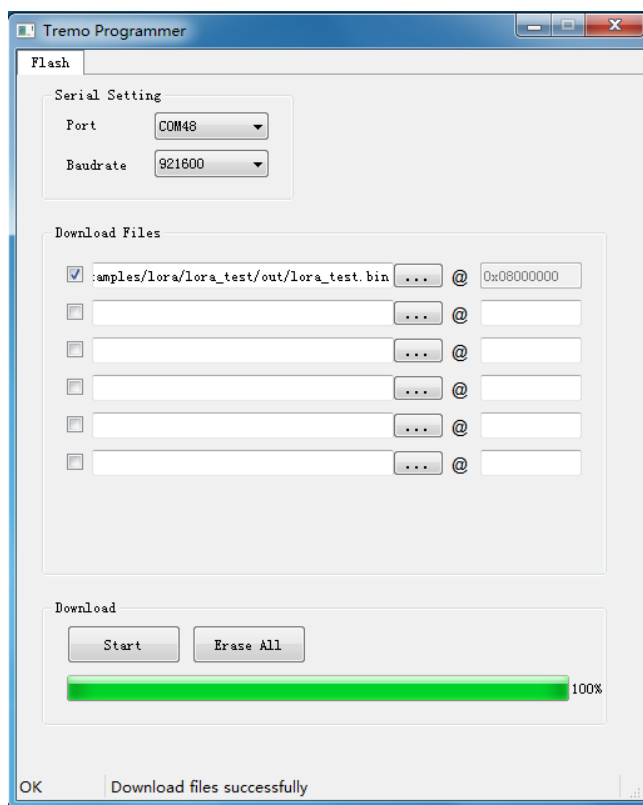 Tremo Programmer
Flash
Serial Setting
Port COM48
Baudrate 921600
Download Files
:amples/lora/lora_test/out/lora_test.bin ... @ 0x08000000
... @
... @
... @
... @
... @
Download
Start Erase All
100%
OK Download files successfully